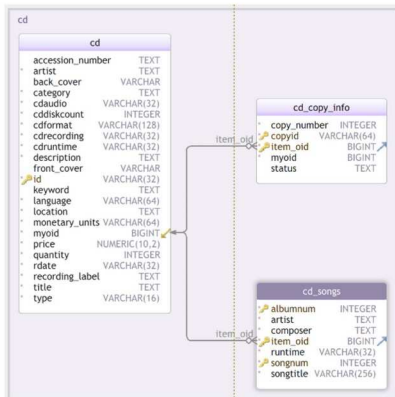 cd
cd
accession_number TEXT
artist TEXT
back_cover VARCHAR
category TEXT
cdaudio VARCHAR(32)
cddiskcount INTEGER
cdformat VARCHAR(128)
cdrecording VARCHAR(32)
cdruntime VARCHAR(32)
description TEXT
front_cover VARCHAR
id VARCHAR(32)
keyword TEXT
language VARCHAR(64)
location TEXT
monetary_units VARCHAR(64)
myoid BIGINT
price NUMERIC(10,2)
quantity INTEGER
rdate VARCHAR(32)
recording_label TEXT
title TEXT
type VARCHAR(16)
item_oid
cd_copy_info
copy_number INTEGER
copyid VARCHAR(64)
item_oid BIGINT
myoid BIGINT
status TEXT
item_oid
cd_songs
albumnum INTEGER
artist TEXT
composer TEXT
item_oid BIGINT
runtime VARCHAR(32)
songnum INTEGER
songtitle VARCHAR(256)